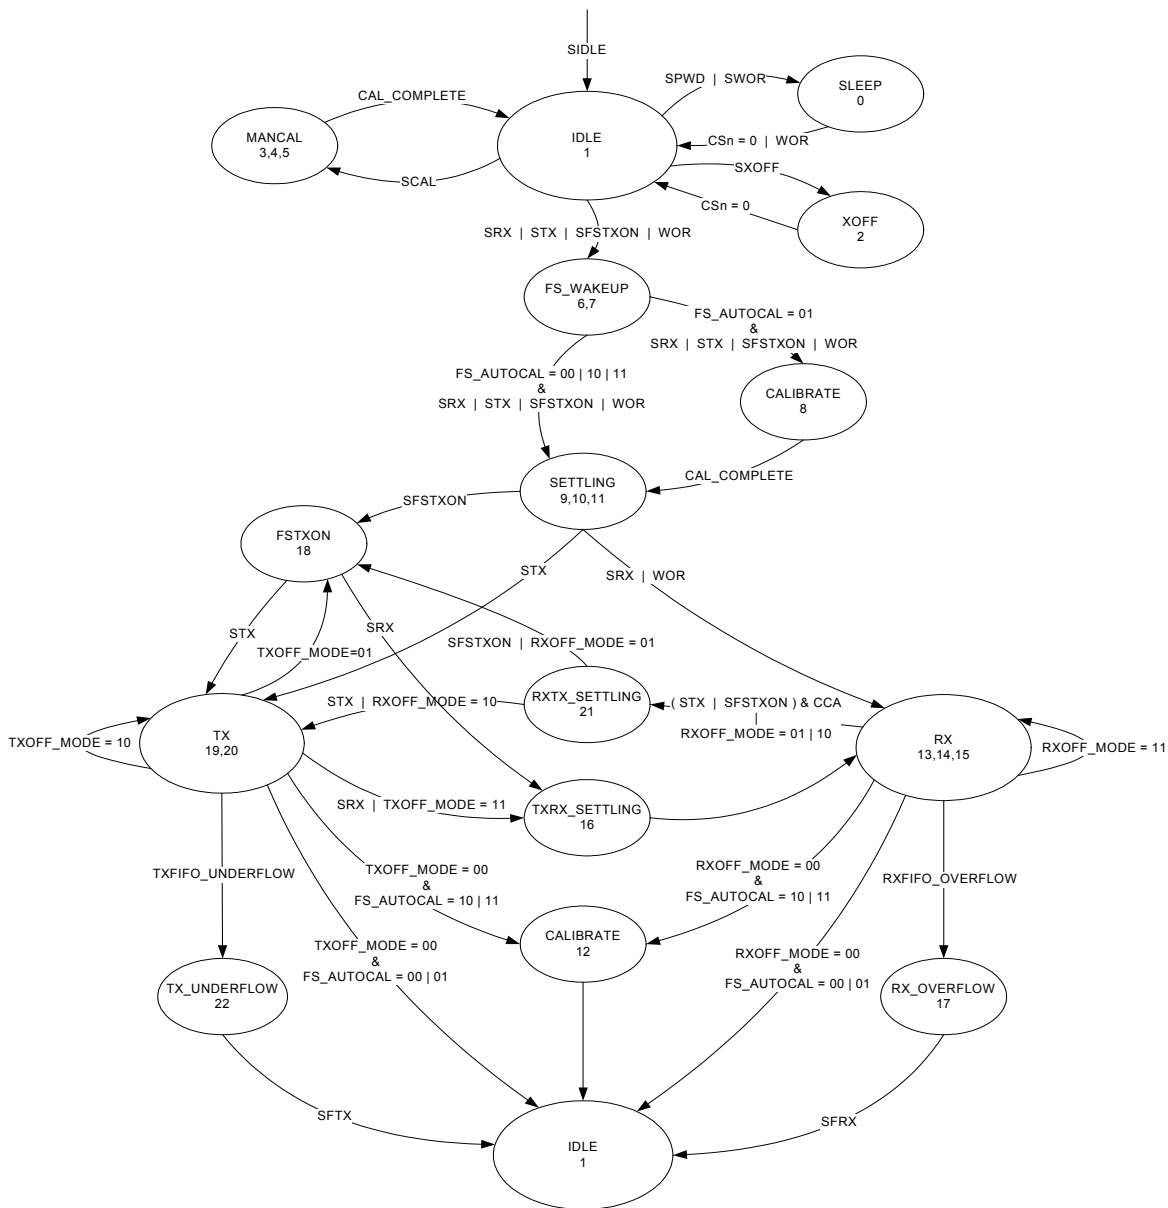 SIDLE
SPWD | SWOR
SLEEP
0
CAL_COMPLETE
IDLE
1
MANCAL
3,4,5
CSn = 0 | WOR
SXOFF
SCAL
CSn = 0
XOFF
2
SRX | STX | SFSTXON | WOR
FS_WAKEUP
6,7
FS_AUTOCAL = 01
&
SRX | STX | SFSTXON | WOR
FS_AUTOCAL = 00 | 10 | 11
&
SRX | STX | SFSTXON | WOR
CALIBRATE
8
CAL_COMPLETE
SETTLING
9,10,11
SFSTXON
FSTXON
18
STX
SRX | WOR
STX
SRX
TXOFF_MODE=01
SFSTXON | RXOFF_MODE = 01
STX | RXOFF_MODE = 10
RXTX_SETTLING
21
( STX | SFSTXON ) & CCA
|
RXOFF_MODE = 01 | 10
TXOFF_MODE = 10
TX
19,20
RX
13,14,15
RXOFF_MODE = 11
SRX | TXOFF_MODE = 11
TXRX_SETTLING
16
TXFIFO_UNDERFLOW
TXOFF_MODE = 00
&
FS_AUTOCAL = 10 | 11
RXOFF_MODE = 00
&
FS_AUTOCAL = 10 | 11
RXFIFO_OVERFLOW
CALIBRATE
12
TXOFF_MODE = 00
&
FS_AUTOCAL = 00 | 01
RXOFF_MODE = 00
&
FS_AUTOCAL = 00 | 01
TX_UNDERFLOW
22
RX_OVERFLOW
17
SFTX
SFRX
IDLE
1